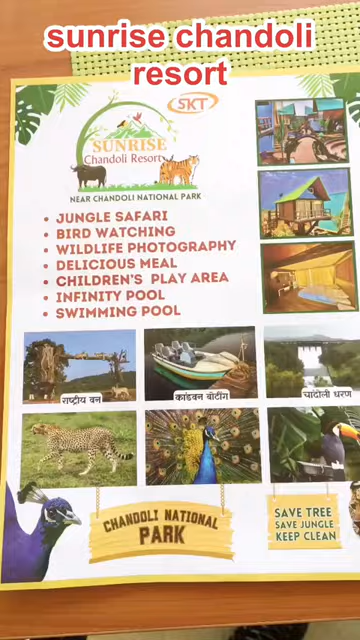 sunrise chandoli
resort
SKT
SUNRISE
Chandoli Resort
NEAR CHANDOLI NATIONAL PARK
• JUNGLE SAFARI
• BIRD WATCHING
• WILDLIFE PHOTOGRAPHY
• DELICIOUS MEAL
• CHILDREN'S PLAY AREA
• INFINITY POOL
• SWIMMING POOL
राष्ट्रीय वन
कांडवन बोटींग
चांदोली धरण
CHANDOLI NATIONAL
PARK
SAVE TREE
SAVE JUNGLE
KEEP CLEAN